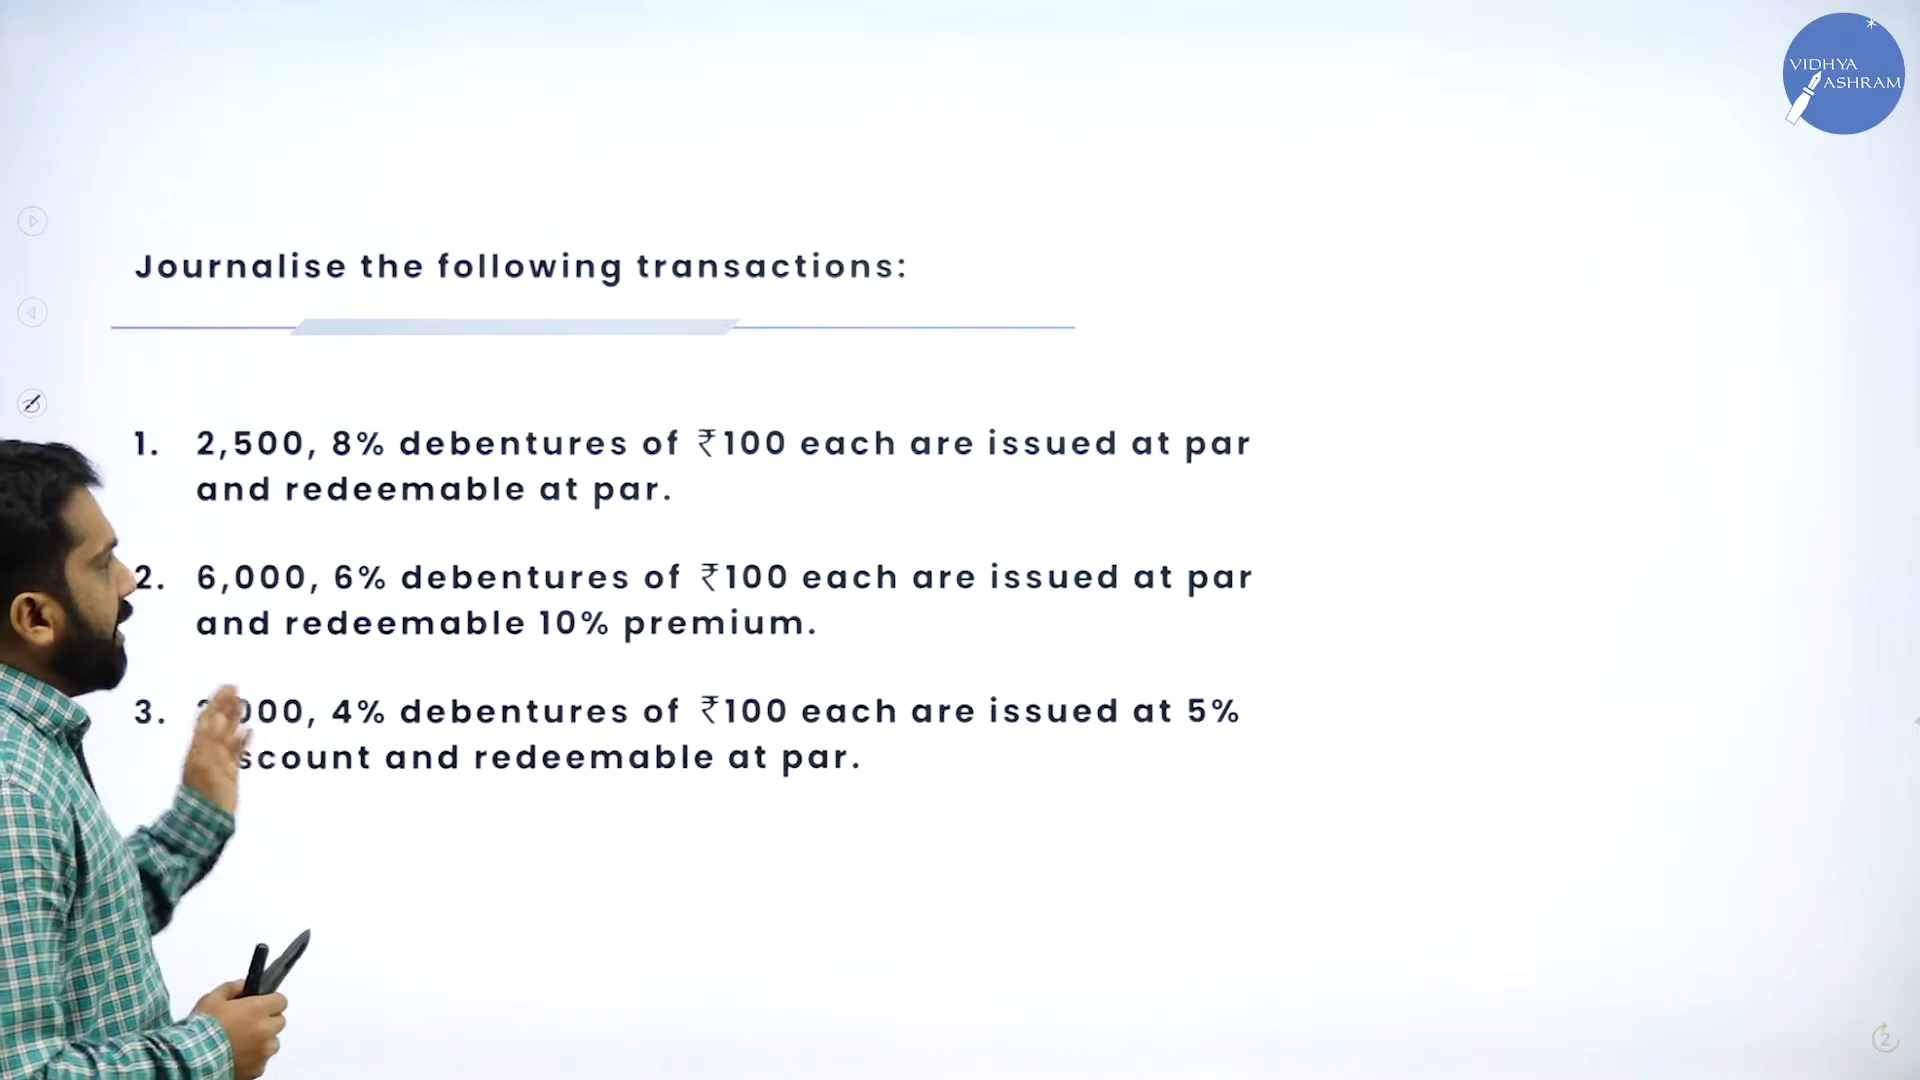 VIDHYA
ASHRAM
Journalise the following transactions:
1. 2,500, 8% debentures of ₹100 each are issued at par
and redeemable at par.
2. 6,000, 6% debentures of ₹100 each are issued at par
and redeemable 10% premium.
3. 4% debentures of ₹100 each are issued at 5%
and redeemable at par.
2